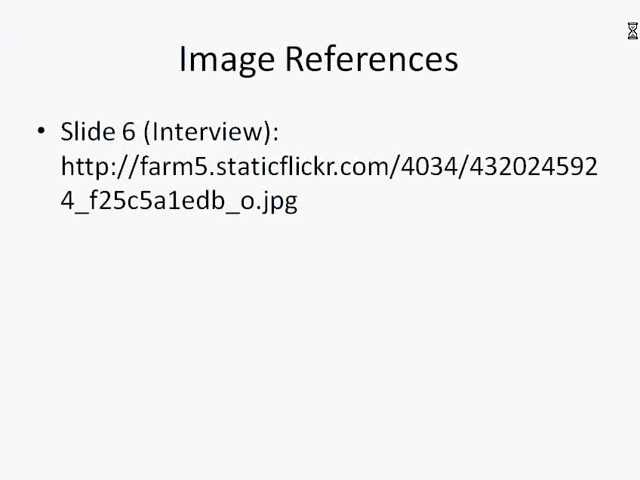 Image References
• Slide 6 (Interview):
http://farm5.staticflickr.com/4034/432024592
4_f25c5a1edb_o.jpg